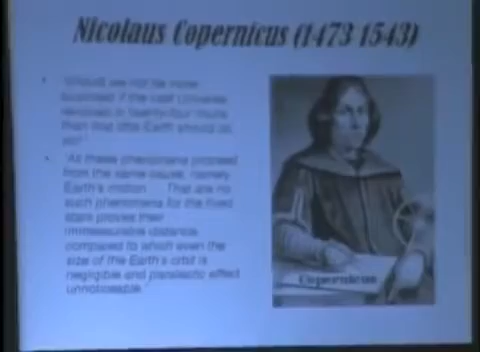 Nicolaus Copernicus (1473 1543)
• "Should we not be more
if the vast Universe
revolved in twenty-four hours
than that little Earth should do
so?"
• "All these phenomena proceed
from the same cause, namely
Earth's motion ... That are no
such phenomena for the fixed
stars proves their
immeasurable distance,
compared to which even the
size of the Earth's orbit is
negligible and parallactic effect
unnoticeable."
Copernicus